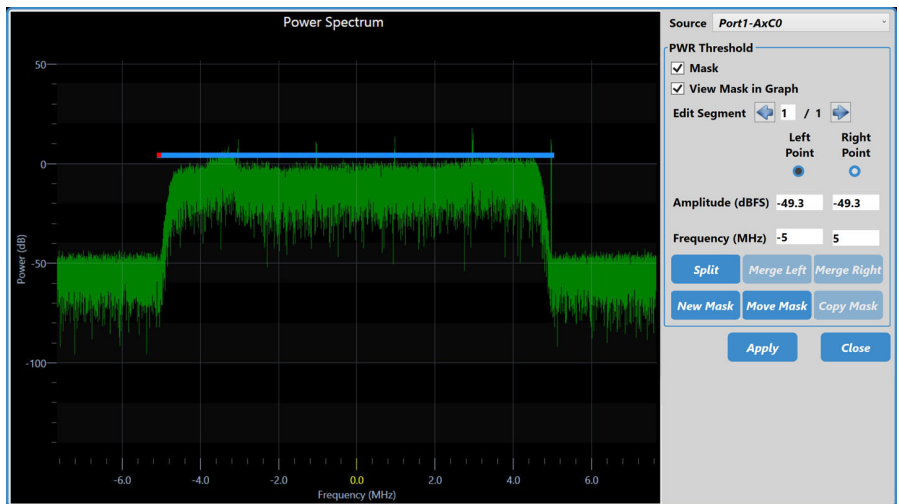 Power Spectrum
50
0
-50
-100
Power (dB)
-6.0 -4.0 -2.0 0.0 2.0 4.0 6.0
Frequency (MHz)
Source Port1-AxC0
PWR Threshold
Mask
View Mask in Graph
Edit Segment 1 / 1
Left Point Right Point
Amplitude (dBFS) -49.3 -49.3
Frequency (MHz) -5 5
Split Merge Left Merge Right
New Mask Move Mask Copy Mask
Apply Close